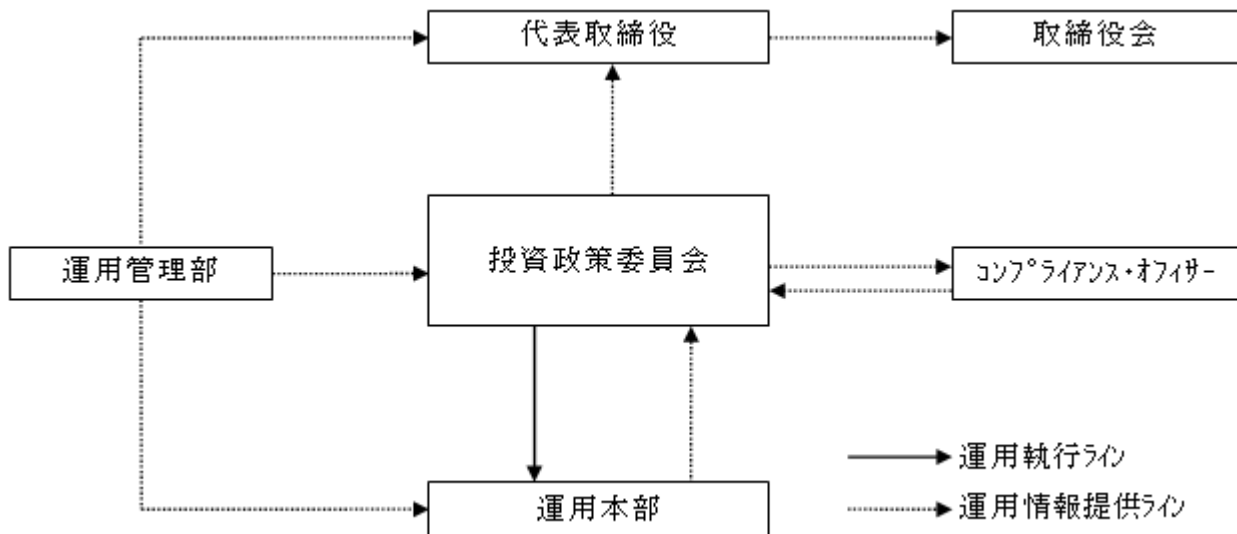 代表取締役
取締役会
投資政策委員会
運用管理部
ｺﾝﾌﾟﾗｲｱﾝｽ・ｵﾌｨｻｰ
運用執行ﾗｲﾝ
運用本部
運用情報提供ﾗｲﾝ